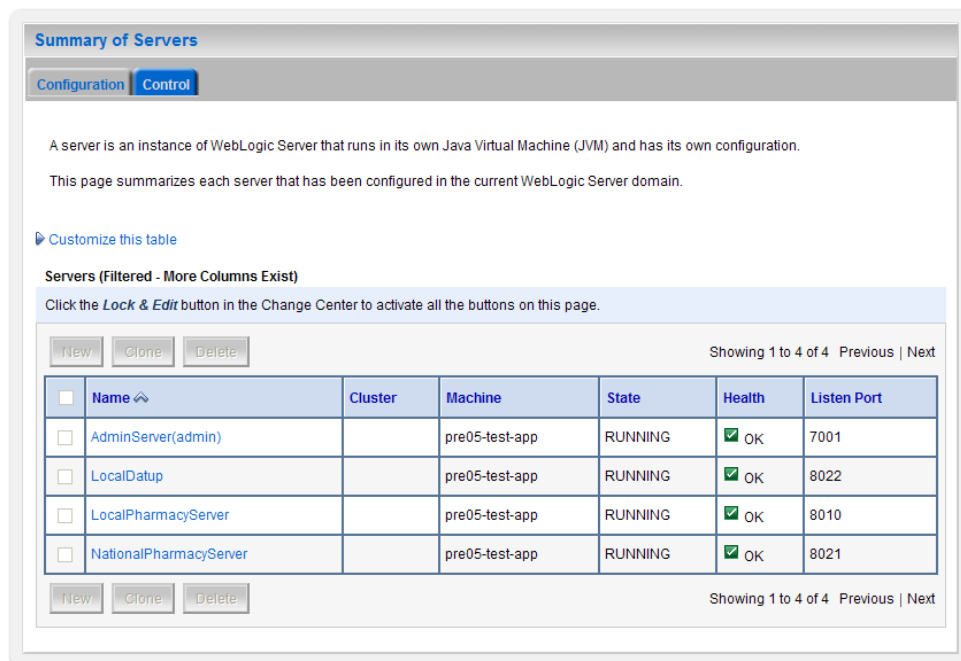 Summary of Servers
Configuration Control
A server is an instance of WebLogic Server that runs in its own Java Virtual Machine (JVM) and has its own configuration.
This page summarizes each server that has been configured in the current WebLogic Server domain.
Customize this table
Servers (Filtered - More Columns Exist)
Click the Lock & Edit button in the Change Center to activate all the buttons on this page.
New Clone Delete Showing 1 to 4 of 4 Previous | Next
Name Cluster Machine State Health Listen Port
AdminServer(admin) pre05-test-app RUNNING OK 7001
LocalDatup pre05-test-app RUNNING OK 8022
LocalPharmacyServer pre05-test-app RUNNING OK 8010
NationalPharmacyServer pre05-test-app RUNNING OK 8021
New Clone Delete Showing 1 to 4 of 4 Previous | Next